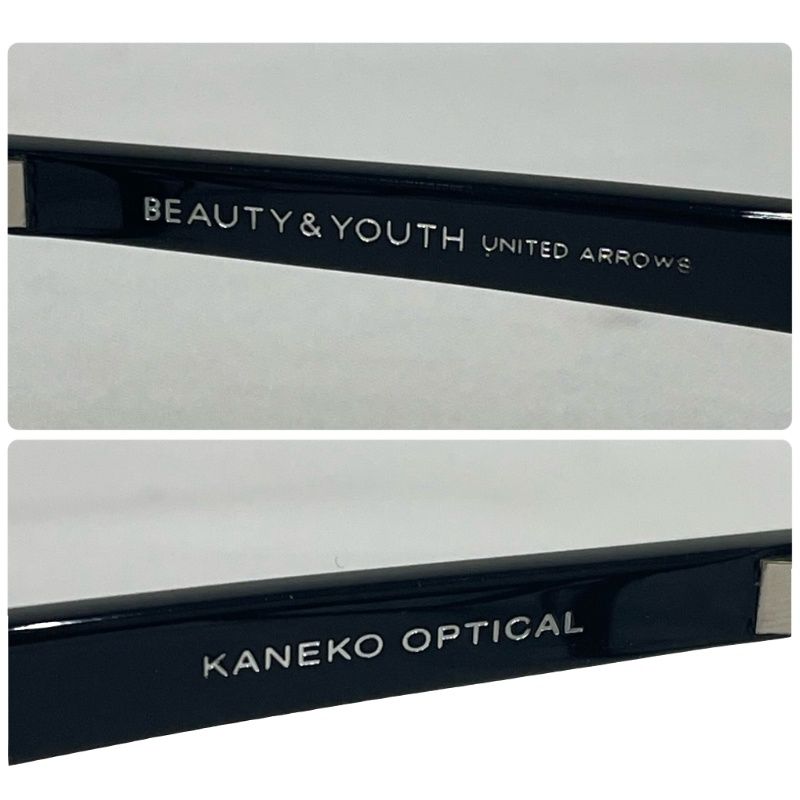 BEAUTY & YOUTH UNITED ARROWS
KANEKO OPTICAL